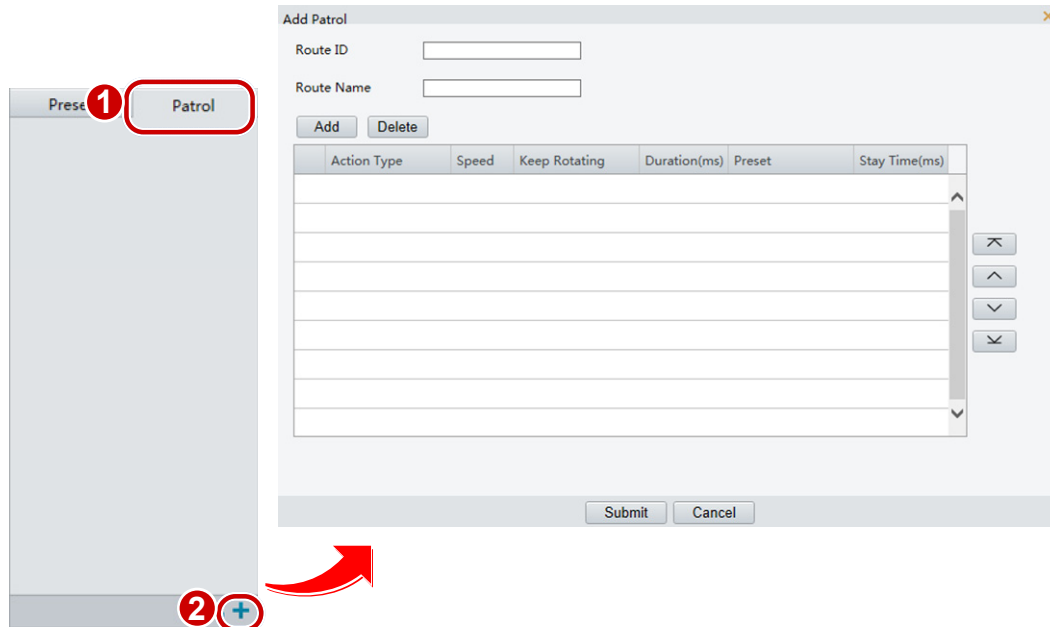 Add Patrol
Route ID
Route Name
Add Delete
Action Type Speed Keep Rotating Duration(ms) Preset Stay Time(ms)
Submit Cancel
1 Patrol
2